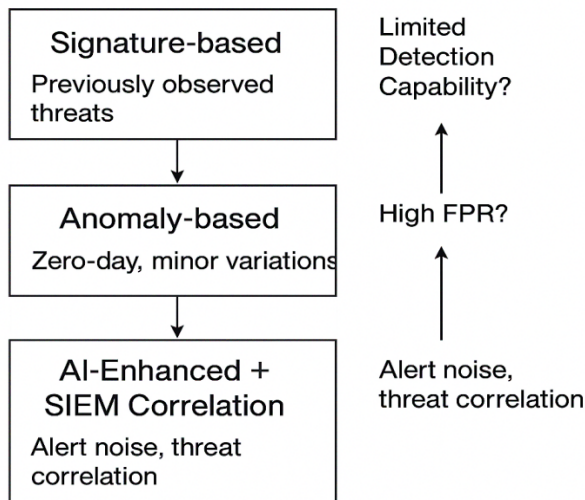 Signature-based
Previously observed
threats
Limited
Detection
Capability?
Anomaly-based
Zero-day, minor variations
High FPR?
AI-Enhanced +
SIEM Correlation
Alert noise, threat
correlation
Alert noise,
threat correlation